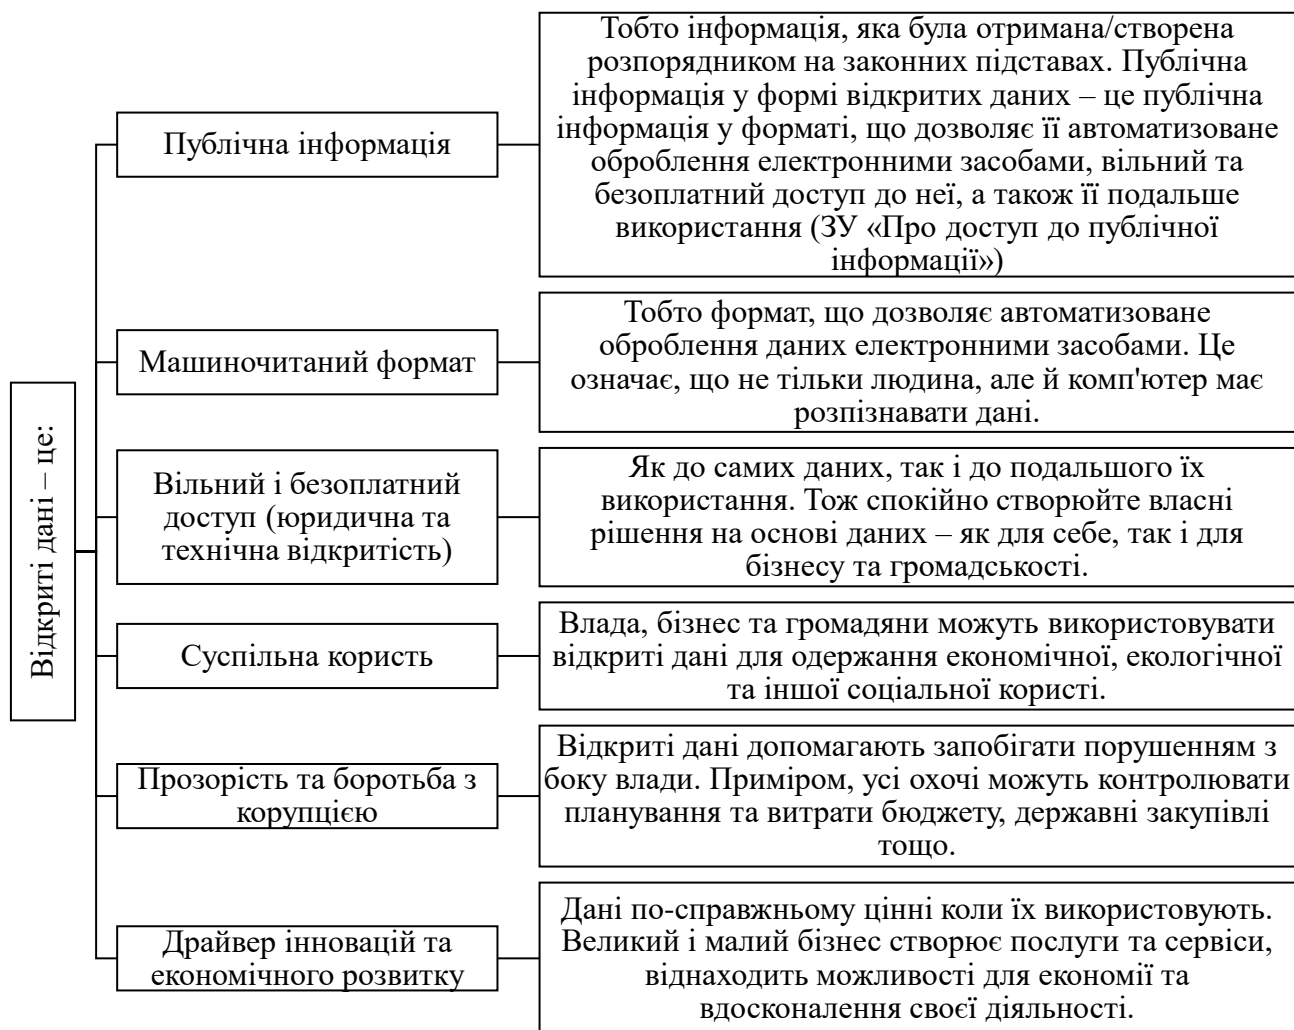 Відкриті дані – це:
Публічна інформація
Тобто інформація, яка була отримана/створена
розпорядником на законних підставах. Публічна
інформація у формі відкритих даних – це публічна
інформація у форматі, що дозволяє її автоматизоване
оброблення електронними засобами, вільний та
безоплатний доступ до неї, а також її подальше
використання (ЗУ «Про доступ до публічної
інформації»)
Машиночитаний формат
Тобто формат, що дозволяє автоматизоване
оброблення даних електронними засобами. Це
означає, що не тільки людина, але й комп'ютер має
розпізнавати дані.
Вільний і безоплатний
доступ (юридична та
технічна відкритість)
Як до самих даних, так і до подальшого їх
використання. Тож спокійно створюйте власні
рішення на основі даних – як для себе, так і для
бізнесу та громадськості.
Суспільна користь
Влада, бізнес та громадяни можуть використовувати
відкриті дані для одержання економічної, екологічної
та іншої соціальної користі.
Прозорість та боротьба з
корупцією
Відкриті дані допомагають запобігати порушенням з
боку влади. Приміром, усі охочі можуть контролювати
планування та витрати бюджету, державні закупівлі
тощо.
Драйвер інновацій та
економічного розвитку
Дані по-справжньому цінні коли їх використовують.
Великий і малий бізнес створює послуги та сервіси,
віднаходить можливості для економії та
вдосконалення своєї діяльності.